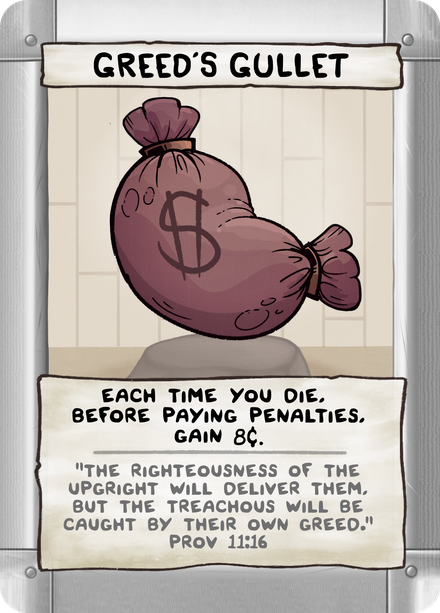 GREED'S GULLET
$
EACH TIME YOU DIE,
BEFORE PAYING PENALTIES,
GAIN 8¢.
"THE RIGHTEOUSNESS OF THE
UPGRIGHT WILL DELIVER THEM,
BUT THE TREACHOUS WILL BE
CAUGHT BY THEIR OWN GREED."
PROV 11:16